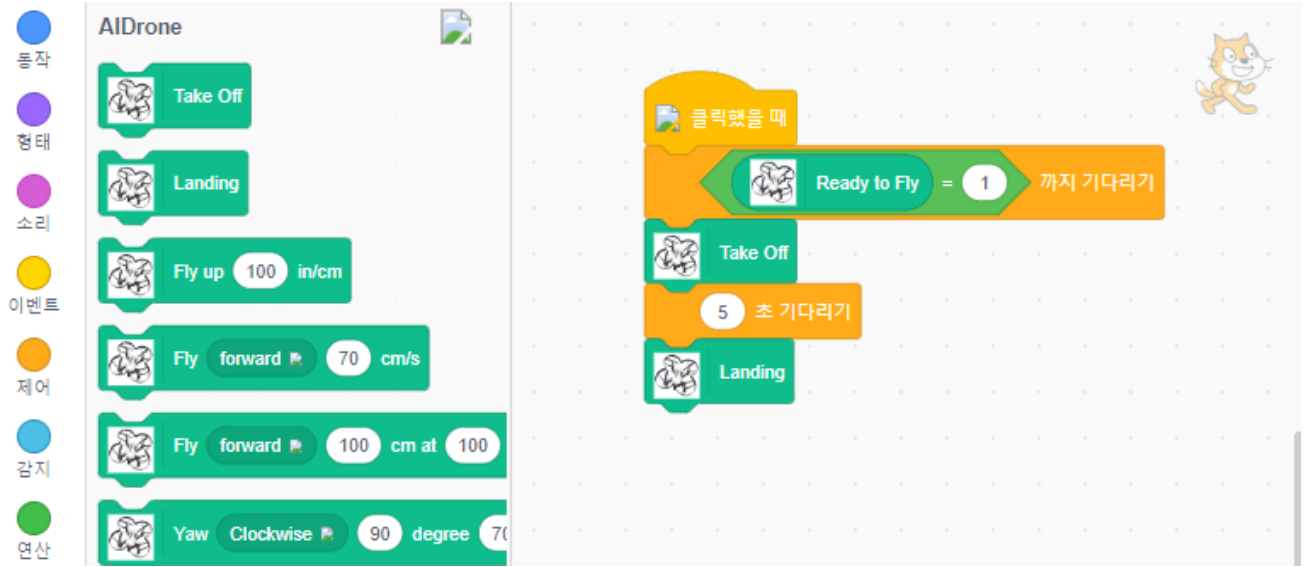 동작
형태
소리
이벤트
제어
감지
연산
AIDrone
Take Off
Landing
Fly up 100 in/cm
Fly forward 70 cm/s
Fly forward 100 cm at 100
Yaw Clockwise 90 degree 70
클릭했을 때
Ready to Fly = 1 까지 기다리기
Take Off
5 초 기다리기
Landing